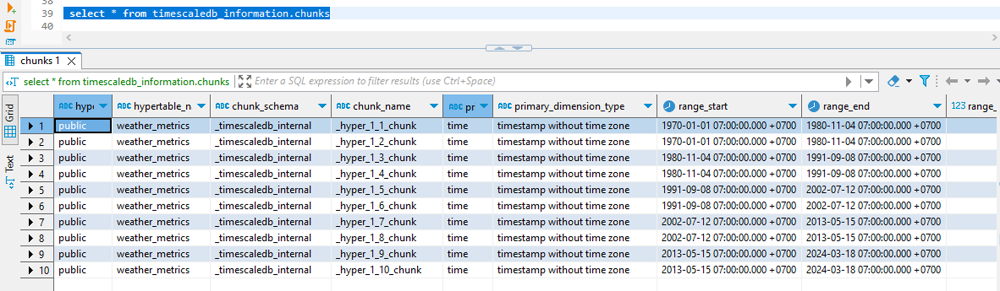 38
39 select * from timescaledb_information.chunks
40
chunks 1
select * from timescaledb_information.chunks Enter a SQL expression to filter results (use Ctrl+Space)
Grid
Text
ABC hype ABC hypertable_n ABC chunk_schema ABC chunk_name ABC pr ABC primary_dimension_type range_start range_end 123 range_
1 public weather_metrics _timescaledb_internal _hyper_1_1_chunk time timestamp without time zone 1970-01-01 07:00:00.000 +0700 1980-11-04 07:00:00.000 +0700
2 public weather_metrics _timescaledb_internal _hyper_1_2_chunk time timestamp without time zone 1970-01-01 07:00:00.000 +0700 1980-11-04 07:00:00.000 +0700
3 public weather_metrics _timescaledb_internal _hyper_1_3_chunk time timestamp without time zone 1980-11-04 07:00:00.000 +0700 1991-09-08 07:00:00.000 +0700
4 public weather_metrics _timescaledb_internal _hyper_1_4_chunk time timestamp without time zone 1980-11-04 07:00:00.000 +0700 1991-09-08 07:00:00.000 +0700
5 public weather_metrics _timescaledb_internal _hyper_1_5_chunk time timestamp without time zone 1991-09-08 07:00:00.000 +0700 2002-07-12 07:00:00.000 +0700
6 public weather_metrics _timescaledb_internal _hyper_1_6_chunk time timestamp without time zone 1991-09-08 07:00:00.000 +0700 2002-07-12 07:00:00.000 +0700
7 public weather_metrics _timescaledb_internal _hyper_1_7_chunk time timestamp without time zone 2002-07-12 07:00:00.000 +0700 2013-05-15 07:00:00.000 +0700
8 public weather_metrics _timescaledb_internal _hyper_1_8_chunk time timestamp without time zone 2002-07-12 07:00:00.000 +0700 2013-05-15 07:00:00.000 +0700
9 public weather_metrics _timescaledb_internal _hyper_1_9_chunk time timestamp without time zone 2013-05-15 07:00:00.000 +0700 2024-03-18 07:00:00.000 +0700
10 public weather_metrics _timescaledb_internal _hyper_1_10_chunk time timestamp without time zone 2013-05-15 07:00:00.000 +0700 2024-03-18 07:00:00.000 +0700